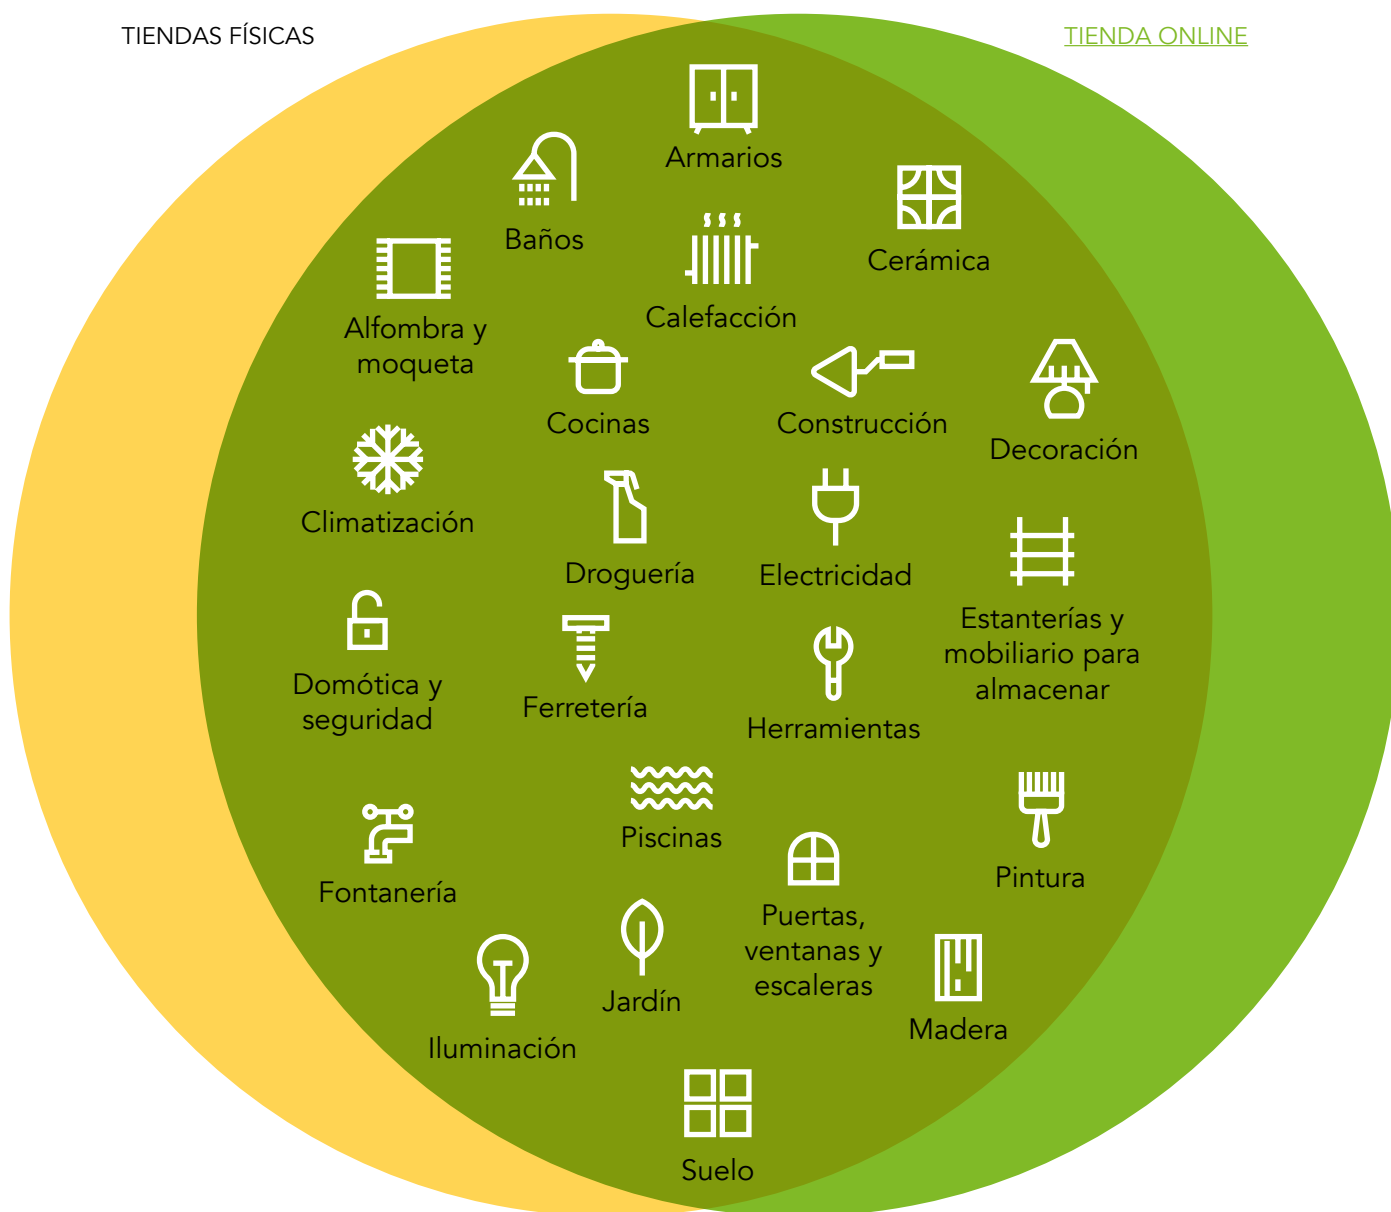 TIENDAS FÍSICAS
TIENDA ONLINE
Armarios
Baños
Cerámica
Calefacción
Alfombra y
moqueta
Cocinas
Construcción
Decoración
Climatización
Droguería
Electricidad
Estanterías y
mobiliario para
almacenar
Domótica y
seguridad
Ferretería
Herramientas
Piscinas
Pintura
Fontanería
Puertas,
ventanas y
escaleras
Jardín
Madera
Iluminación
Suelo